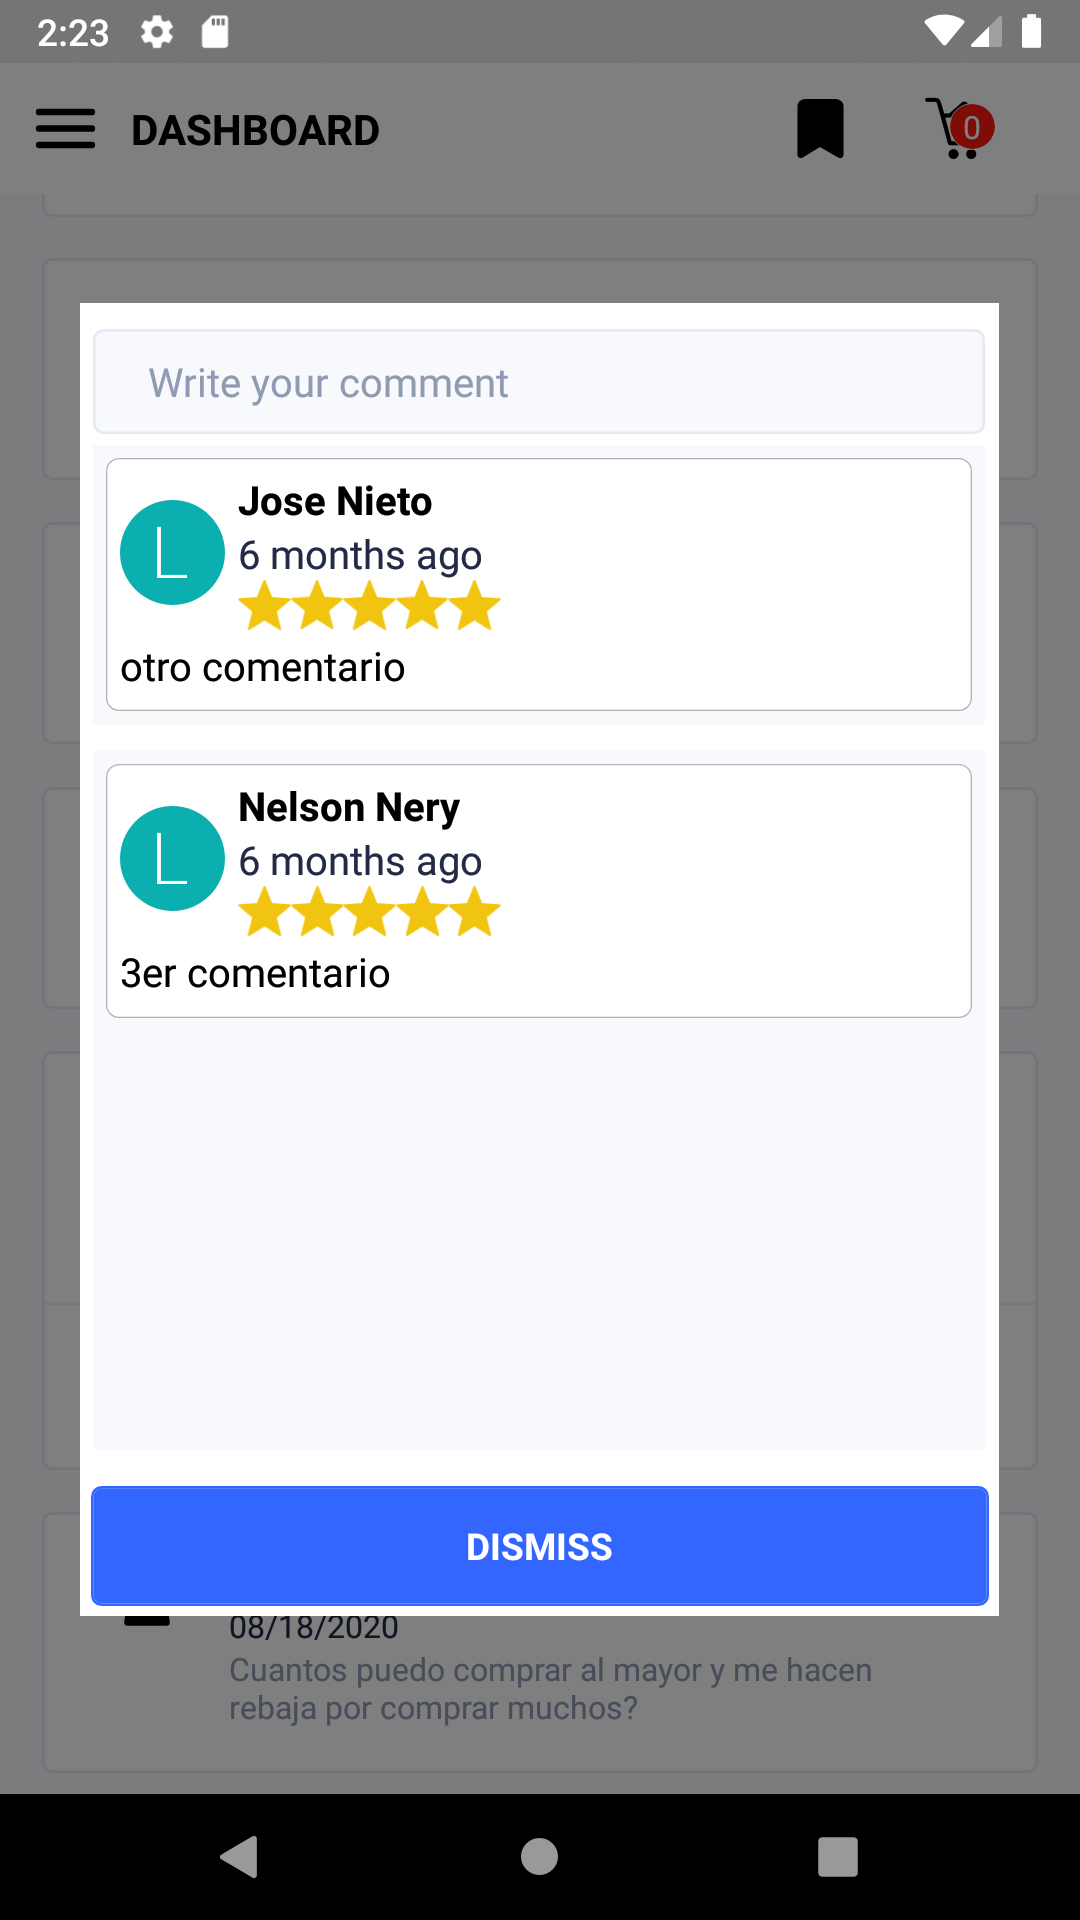 2:23
DASHBOARD
0
Write your comment
L
Jose Nieto
6 months ago
otro comentario
L
Nelson Nery
6 months ago
3er comentario
DISMISS
08/18/2020
Cuantos puedo comprar al mayor y me hacen
rebaja por comprar muchos?